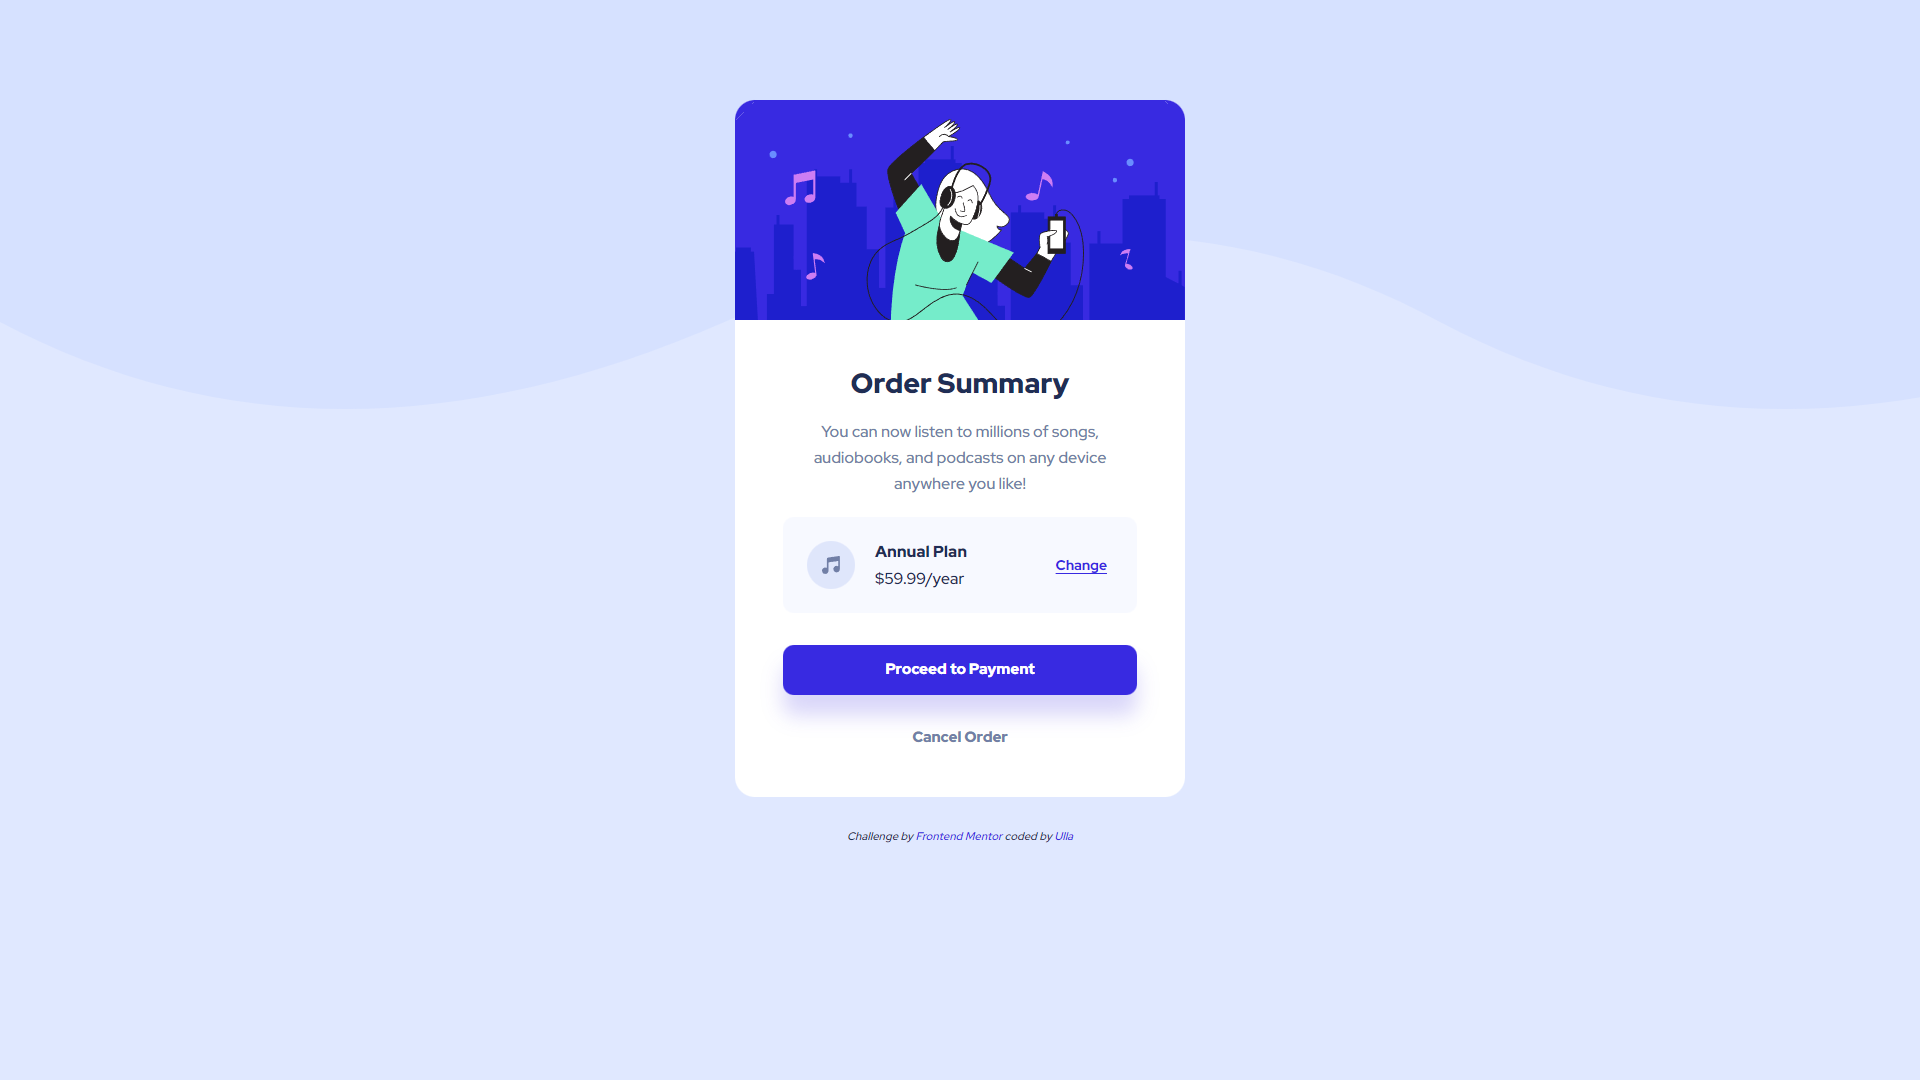 Order Summary
You can now listen to millions of songs,
audiobooks, and podcasts on any device
anywhere you like!
Annual Plan
$59.99/year
Change
Proceed to Payment
Cancel Order
Challenge by Frontend Mentor coded by Ulla